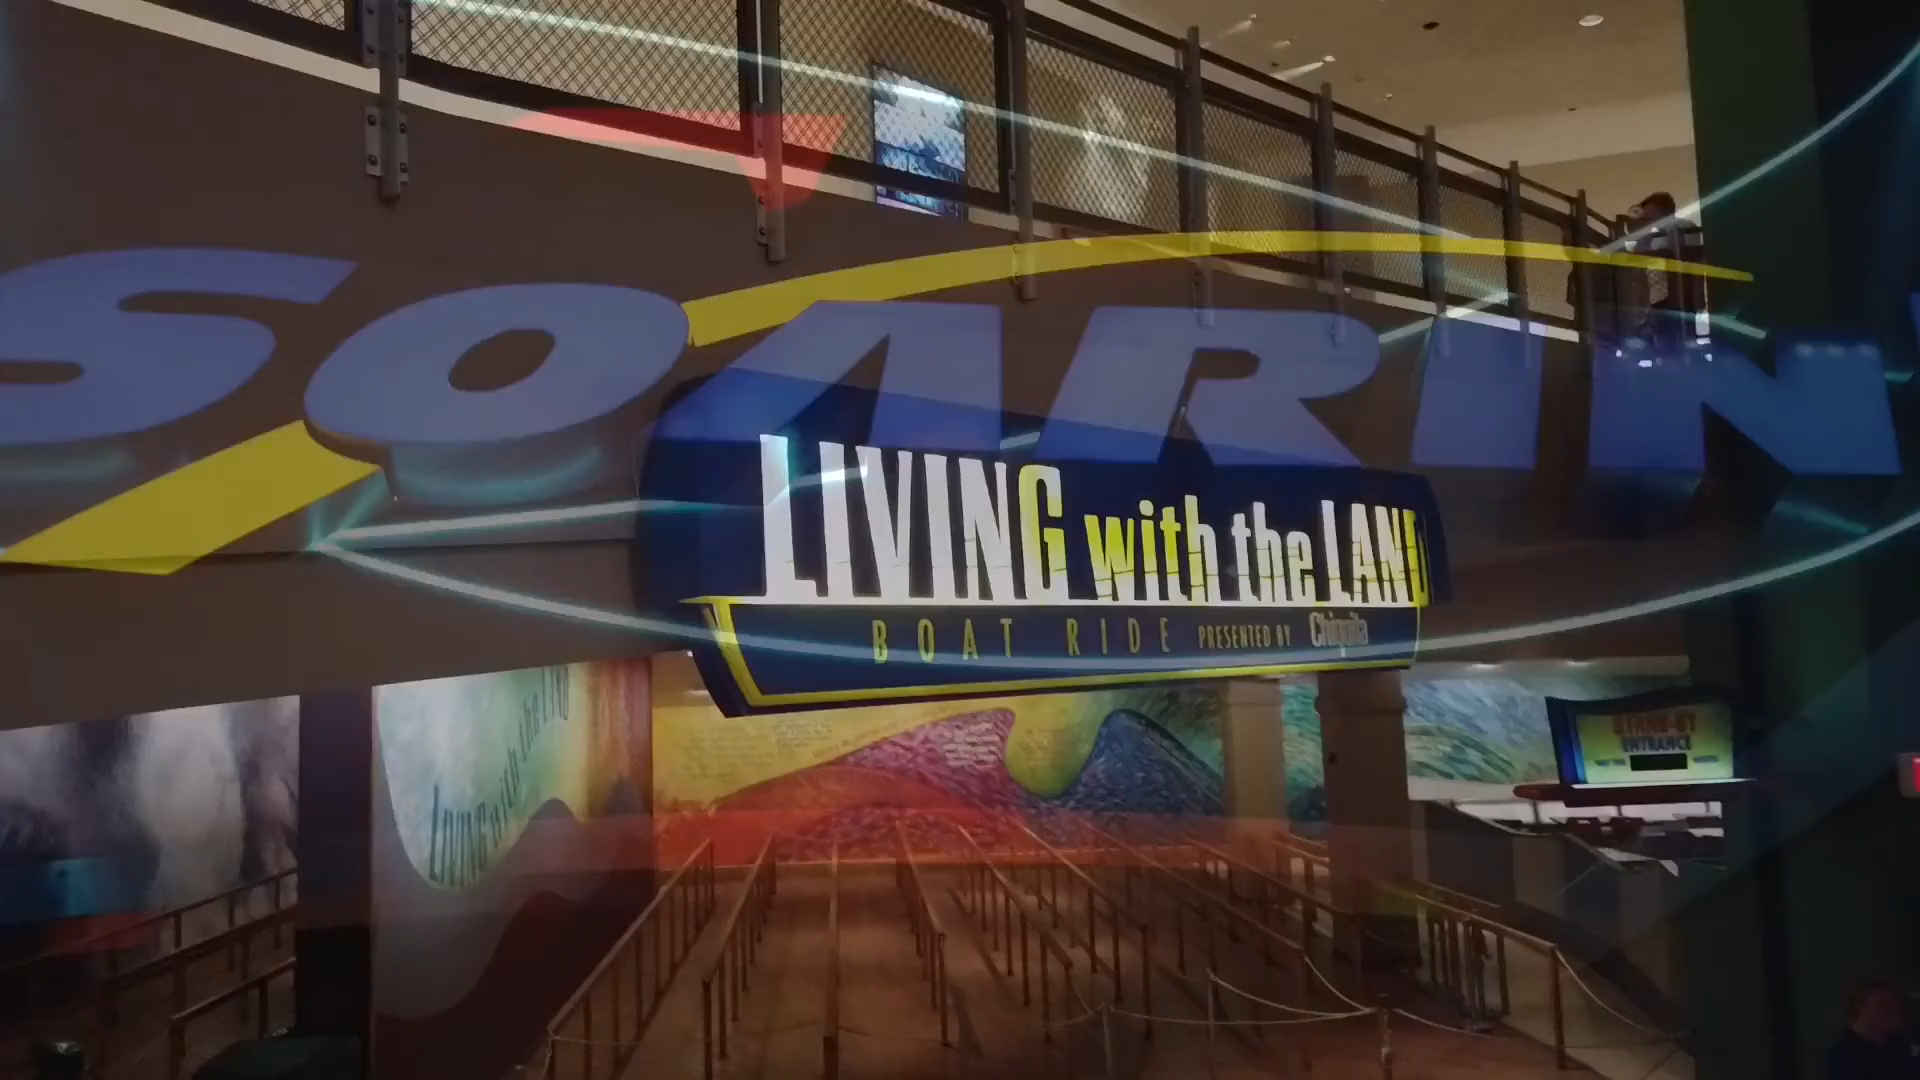 SOARIN
LIVING with the LAND
BOAT RIDE PRESENTED BY Chiquita
LIVING with the LAND
STAND-BY
ENTRANCE